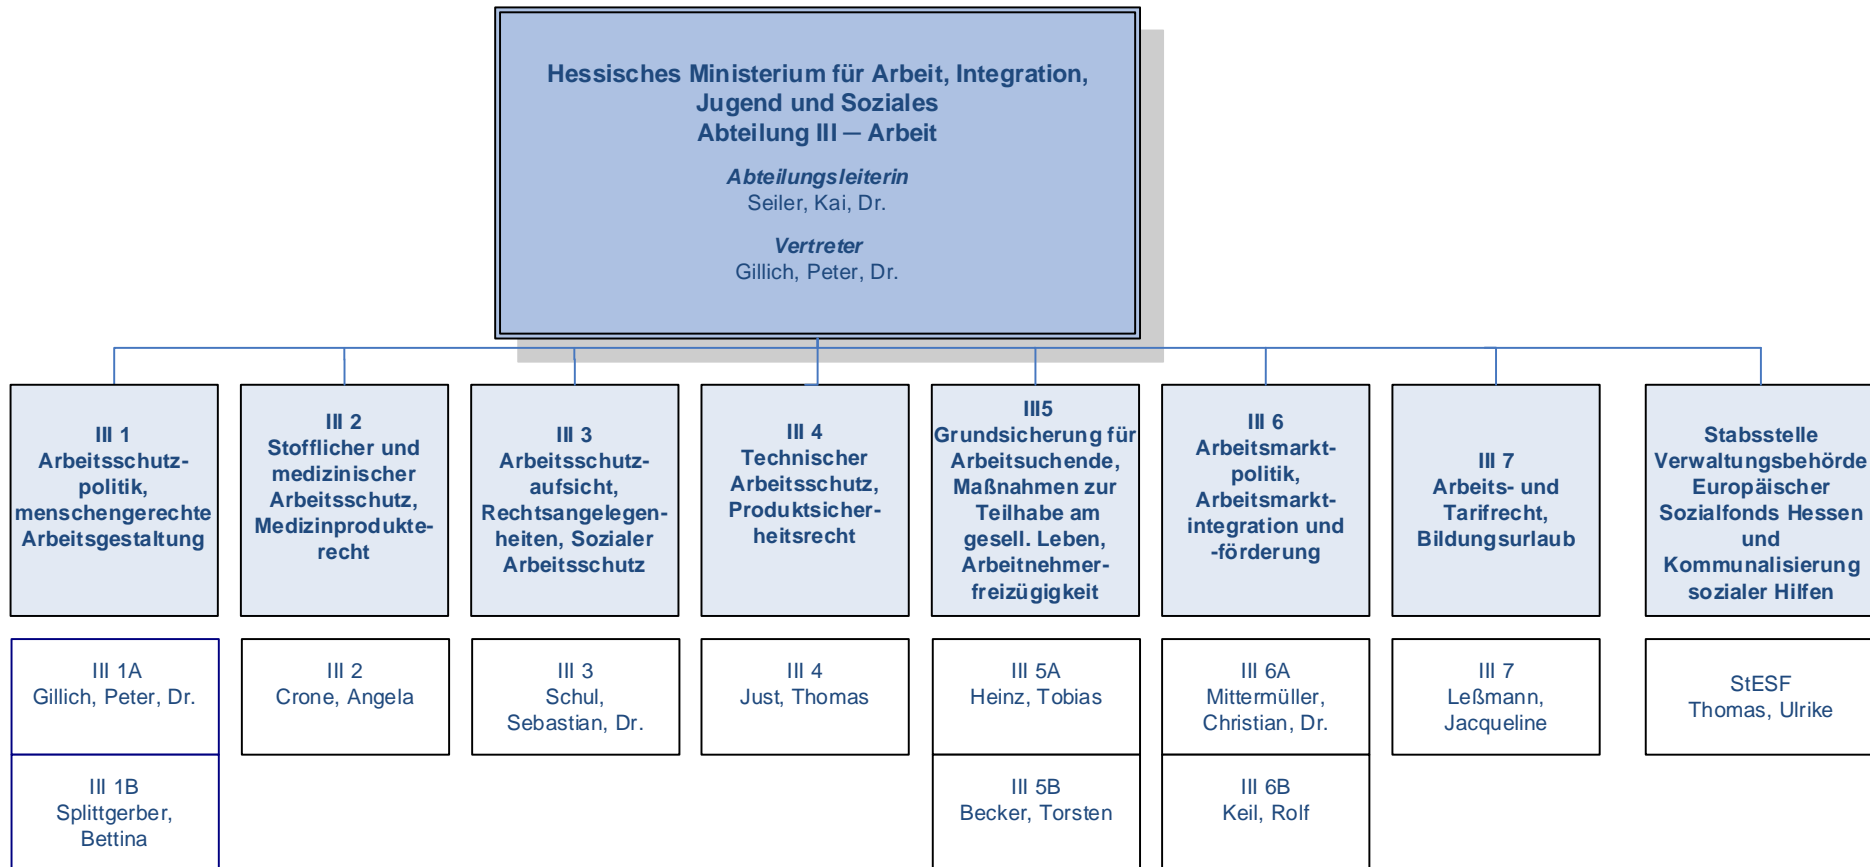 Hessisches Ministerium für Arbeit, Integration,
Jugend und Soziales
Abteilung III – Arbeit
Abteilungsleiterin
Seiler, Kai, Dr.
Vertreter
Gillich, Peter, Dr.
III 1
Arbeitsschutz-
politik,
menschengerechte
Arbeitsgestaltung
III 2
Stofflicher und
medizinischer
Arbeitsschutz,
Medizinprodukte-
recht
III 3
Arbeitsschutz-
aufsicht,
Rechtsangelegen-
heiten, Sozialer
Arbeitsschutz
III 4
Technischer
Arbeitsschutz,
Produktsicher-
heitsrecht
III5
Grundsicherung für
Arbeitsuchende,
Maßnahmen zur
Teilhabe am
gesell. Leben,
Arbeitnehmer-
freizügigkeit
III 6
Arbeitsmarkt-
politik,
Arbeitsmarkt-
integration und
-förderung
III 7
Arbeits- und
Tarifrecht,
Bildungsurlaub
Stabsstelle
Verwaltungsbehörde
Europäischer
Sozialfonds Hessen
und
Kommunalisierung
sozialer Hilfen
III 1A
Gillich, Peter, Dr.
III 2
Crone, Angela
III 3
Schul,
Sebastian, Dr.
III 4
Just, Thomas
III 5A
Heinz, Tobias
III 6A
Mittermüller,
Christian, Dr.
III 7
Leßmann,
Jacqueline
StESF
Thomas, Ulrike
III 1B
Splittgerber,
Bettina
III 5B
Becker, Torsten
III 6B
Keil, Rolf